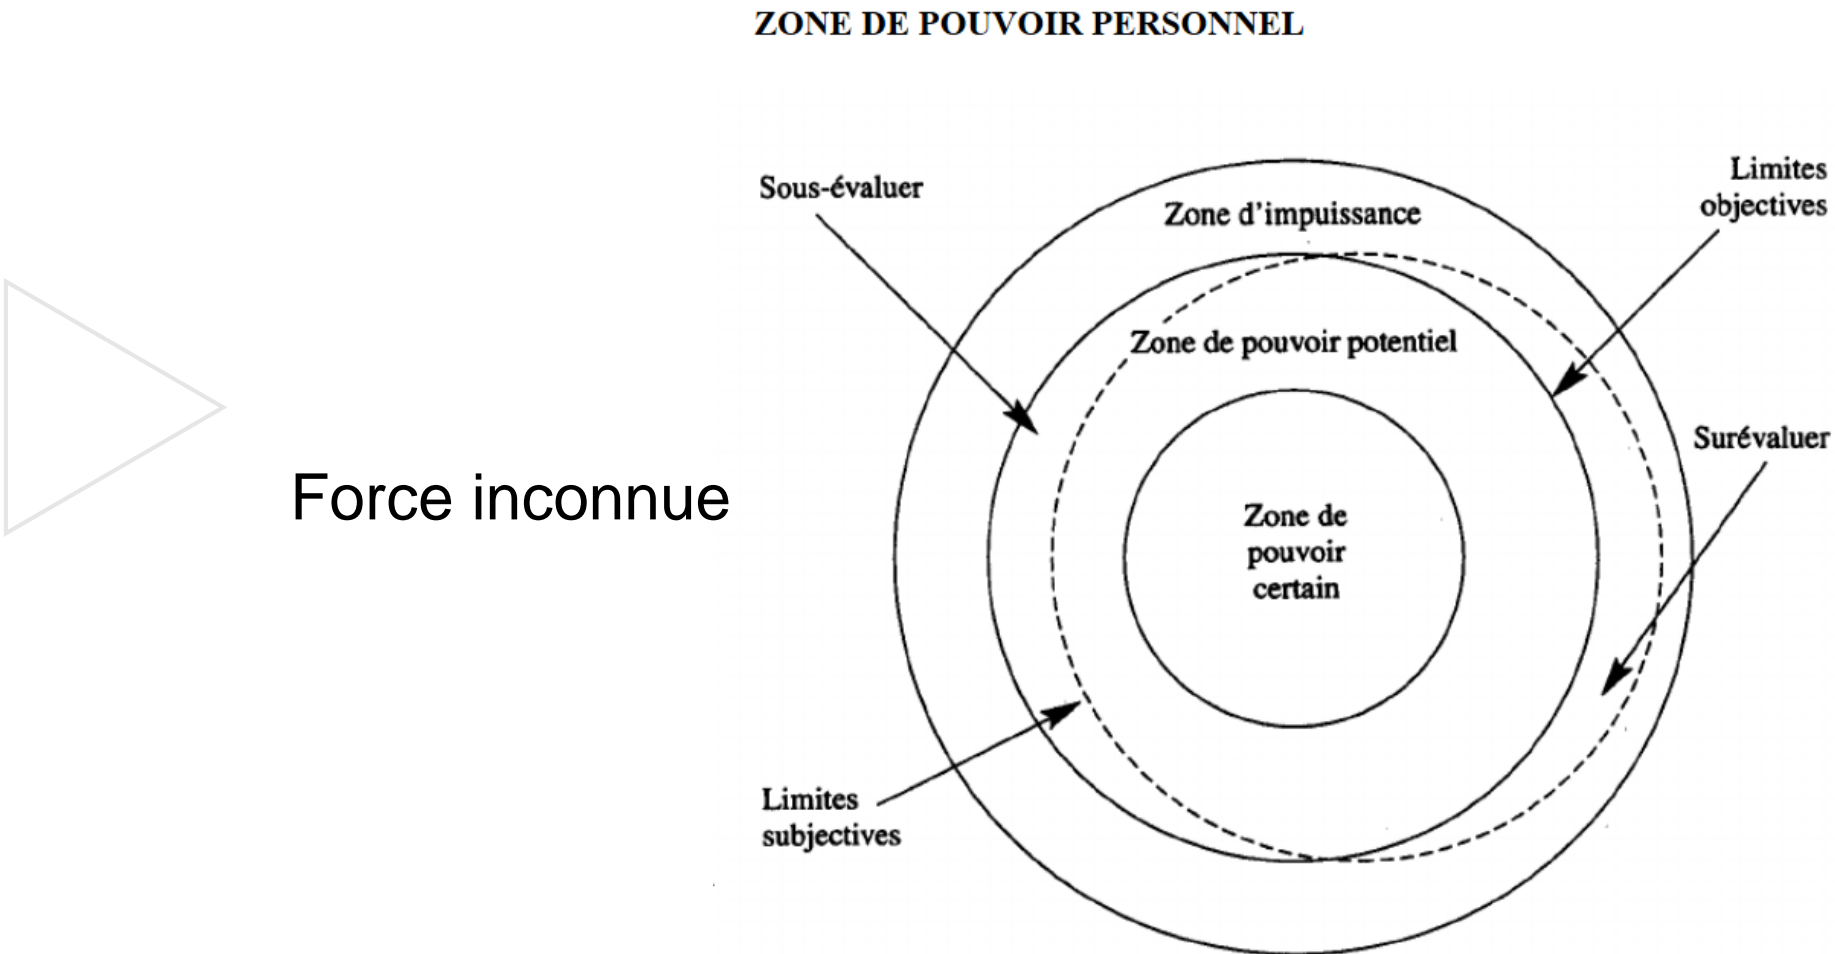 ZONE DE POUVOIR PERSONNEL
Sous-évaluer
Limites
objectives
Zone d'impuissance
Zone de pouvoir potentiel
Surévaluer
Force inconnue
Zone de
pouvoir
certain
Limites
subjectives